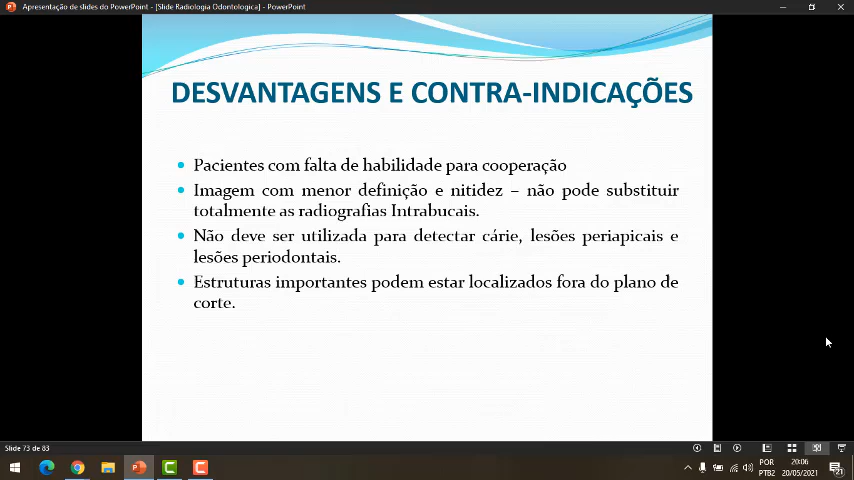 Apresentação de slides do PowerPoint - [Slide Radiologia Odontologica] - PowerPoint
DESVANTAGENS E CONTRA-INDICAÇÕES
Pacientes com falta de habilidade para cooperação
Imagem com menor definição e nitidez – não pode substituir
totalmente as radiografias Intrabucais.
Não deve ser utilizada para detectar cárie, lesões periapicais e
lesões periodontais.
Estruturas importantes podem estar localizados fora do plano de
corte.
Slide 73 de 83
POR
PTB2
20:06
20/05/2021
21